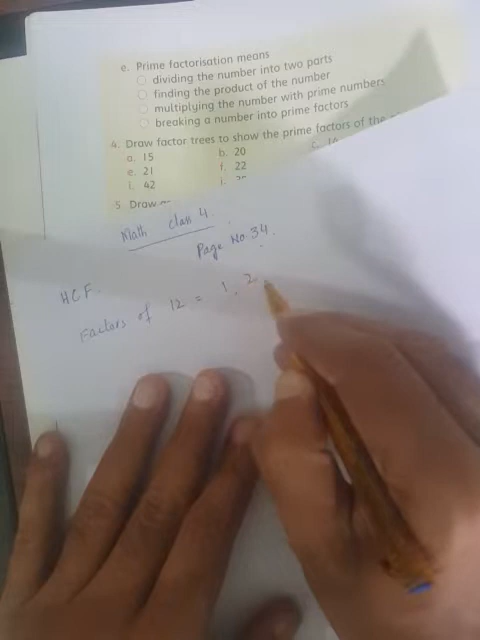 e. Prime factorisation means
dividing the number into two parts
finding the product of the number
multiplying the number with prime numbers
breaking a number into prime factors
4. Draw factor trees to show the prime factors of the
a. 15 b. 20 c.
e. 21 f. 22
i. 42
5. Draw
Math class 4.
Page No 34.
HCF.
Factors of 12 = 1, 2,